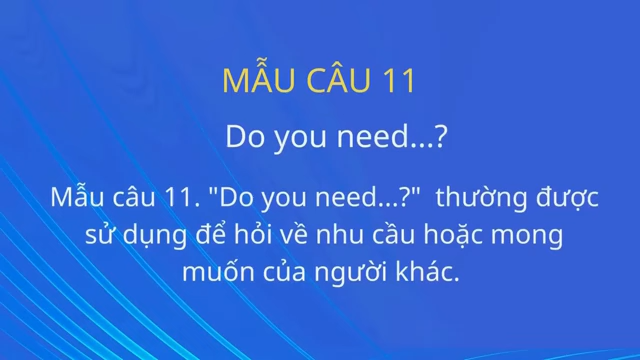 MẪU CÂU 11
Do you need...?
Mẫu câu 11. "Do you need...?" thường được
sử dụng để hỏi về nhu cầu hoặc mong
muốn của người khác.